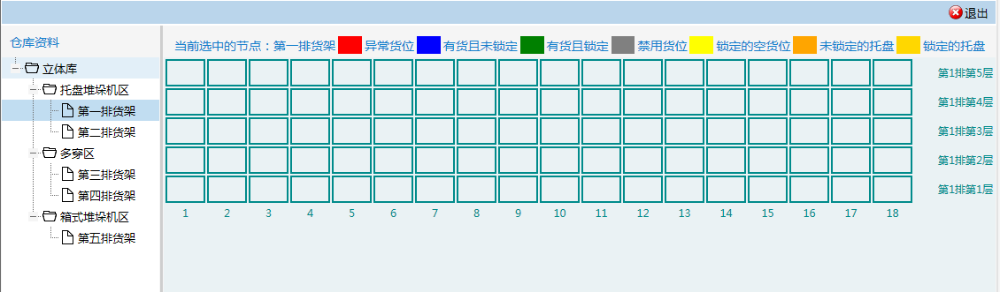 退出
仓库资料
立体库
托盘堆垛机区
第一排货架
第二排货架
多穿区
第三排货架
第四排货架
箱式堆垛机区
第五排货架
当前选中的节点：第一排货架 异常货位 有货且未锁定 有货且锁定 禁用货位 锁定的空货位 未锁定的托盘 锁定的托盘
第1排第5层
第1排第4层
第1排第3层
第1排第2层
第1排第1层
1 2 3 4 5 6 7 8 9 10 11 12 13 14 15 16 17 18